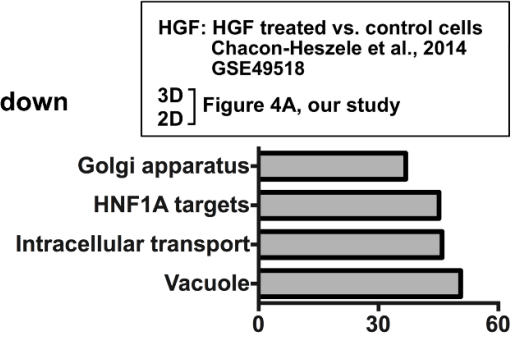 HGF: HGF treated vs. control cells
Chacon-Heszele et al., 2014
GSE49518
down
3D
2D
Figure 4A, our study
Golgi apparatus
HNF1A targets
Intracellular transport
Vacuole
0 30 60